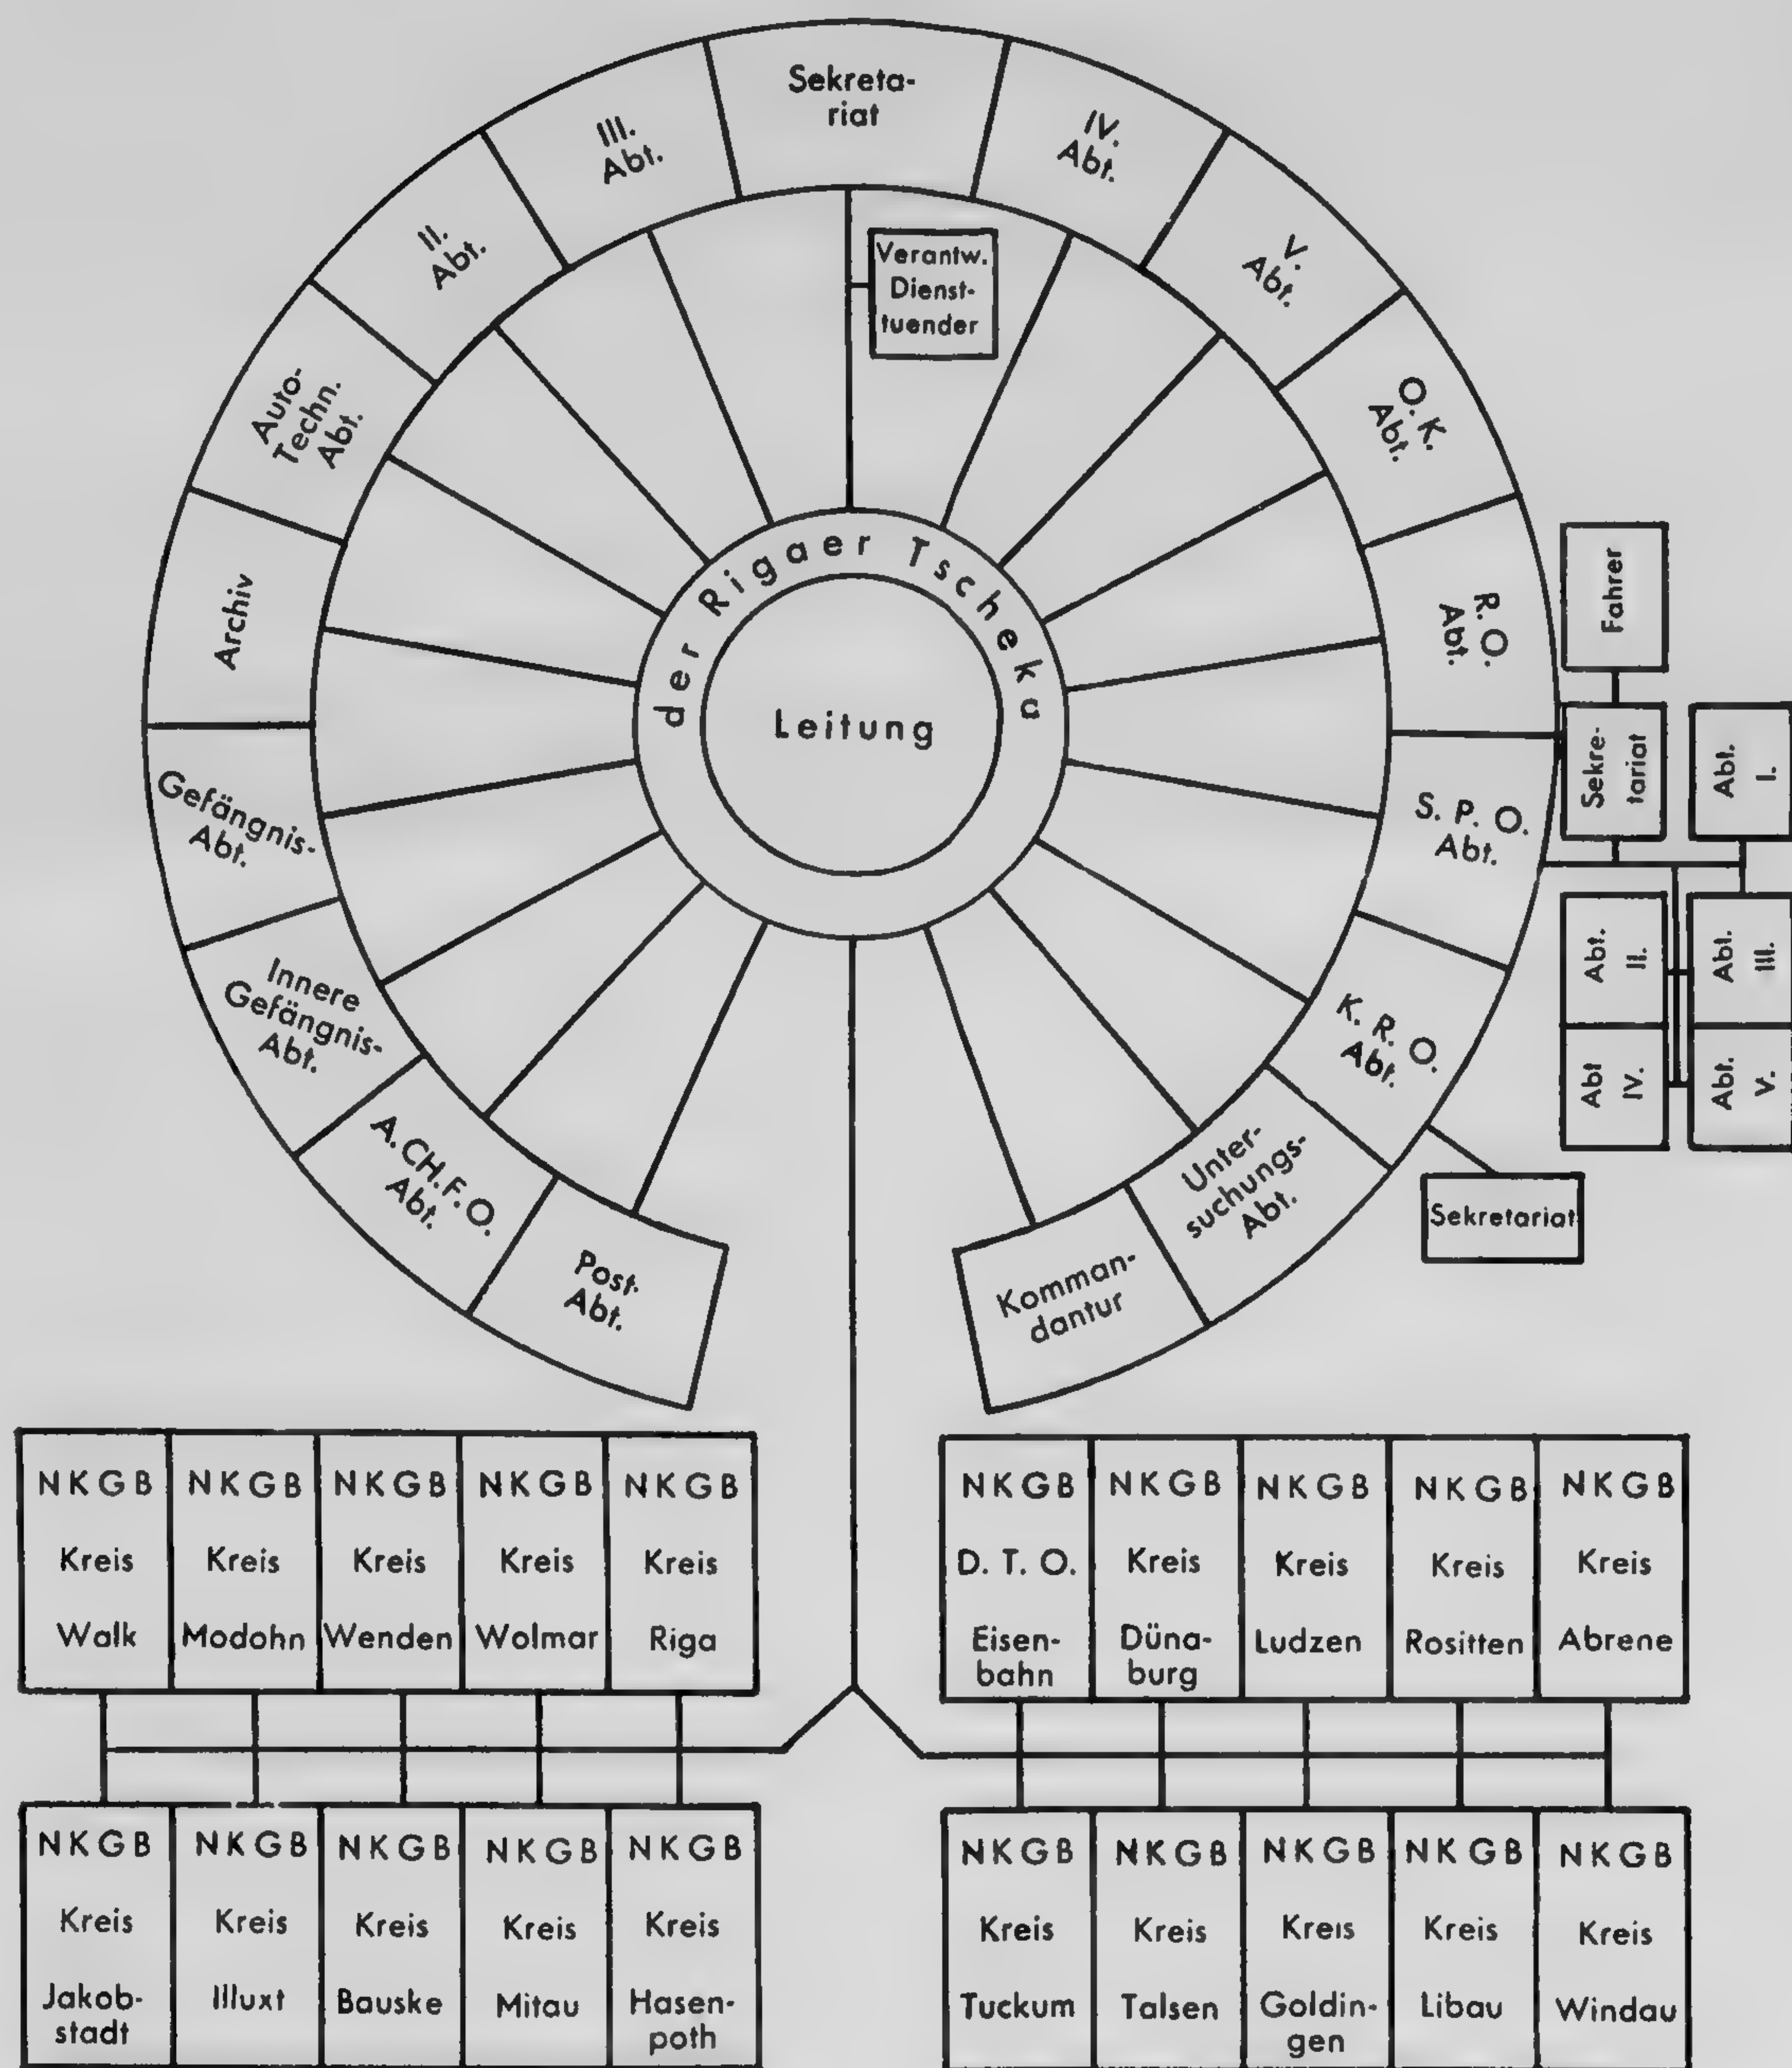 Sekreta-
riat
III.
Abt.
IV.
Abt.
II.
Abt.
V.
Abt.
Verantw.
Dienst-
tuender
Auto-
Techn.
Abt.
O. K.
Abt.
Archiv
R. O.
Abt.
der Rigaer Tscheka
Leitung
Fahrer
Sekre-
tariat
Abt.
I.
Gefängnis-
Abt.
S. P. O.
Abt.
Abt.
II.
Abt.
III.
Abt
IV.
Abt.
V.
Innere
Gefängnis-
Abt.
K. R. O.
Abt.
A.CH.F.O.
Abt.
Unter-
suchungs-
Abt.
Sekretariat
Post-
Abt.
Komman-
dantur
NKGB
Kreis
Walk
NKGB
Kreis
Modohn
NKGB
Kreis
Wenden
NKGB
Kreis
Wolmar
NKGB
Kreis
Riga
NKGB
D. T. O.
Eisen-
bahn
NKGB
Kreis
Düna-
burg
NKGB
Kreis
Ludzen
NKGB
Kreis
Rositten
NKGB
Kreis
Abrene
NKGB
Kreis
Jakob-
stadt
NKGB
Kreis
Illuxt
NKGB
Kreis
Bauske
NKGB
Kreis
Mitau
NKGB
Kreis
Hasen-
poth
NKGB
Kreis
Tuckum
NKGB
Kreis
Talsen
NKGB
Kreis
Goldin-
gen
NKGB
Kreis
Libau
NKGB
Kreis
Windau